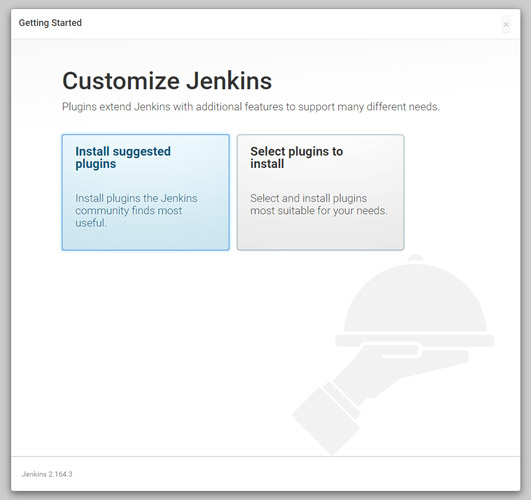 Getting Started
×
Customize Jenkins
Plugins extend Jenkins with additional features to support many different needs.
Install suggested
plugins
Install plugins the Jenkins
community finds most
useful.
Select plugins to
install
Select and install plugins
most suitable for your needs.
Jenkins 2.164.3